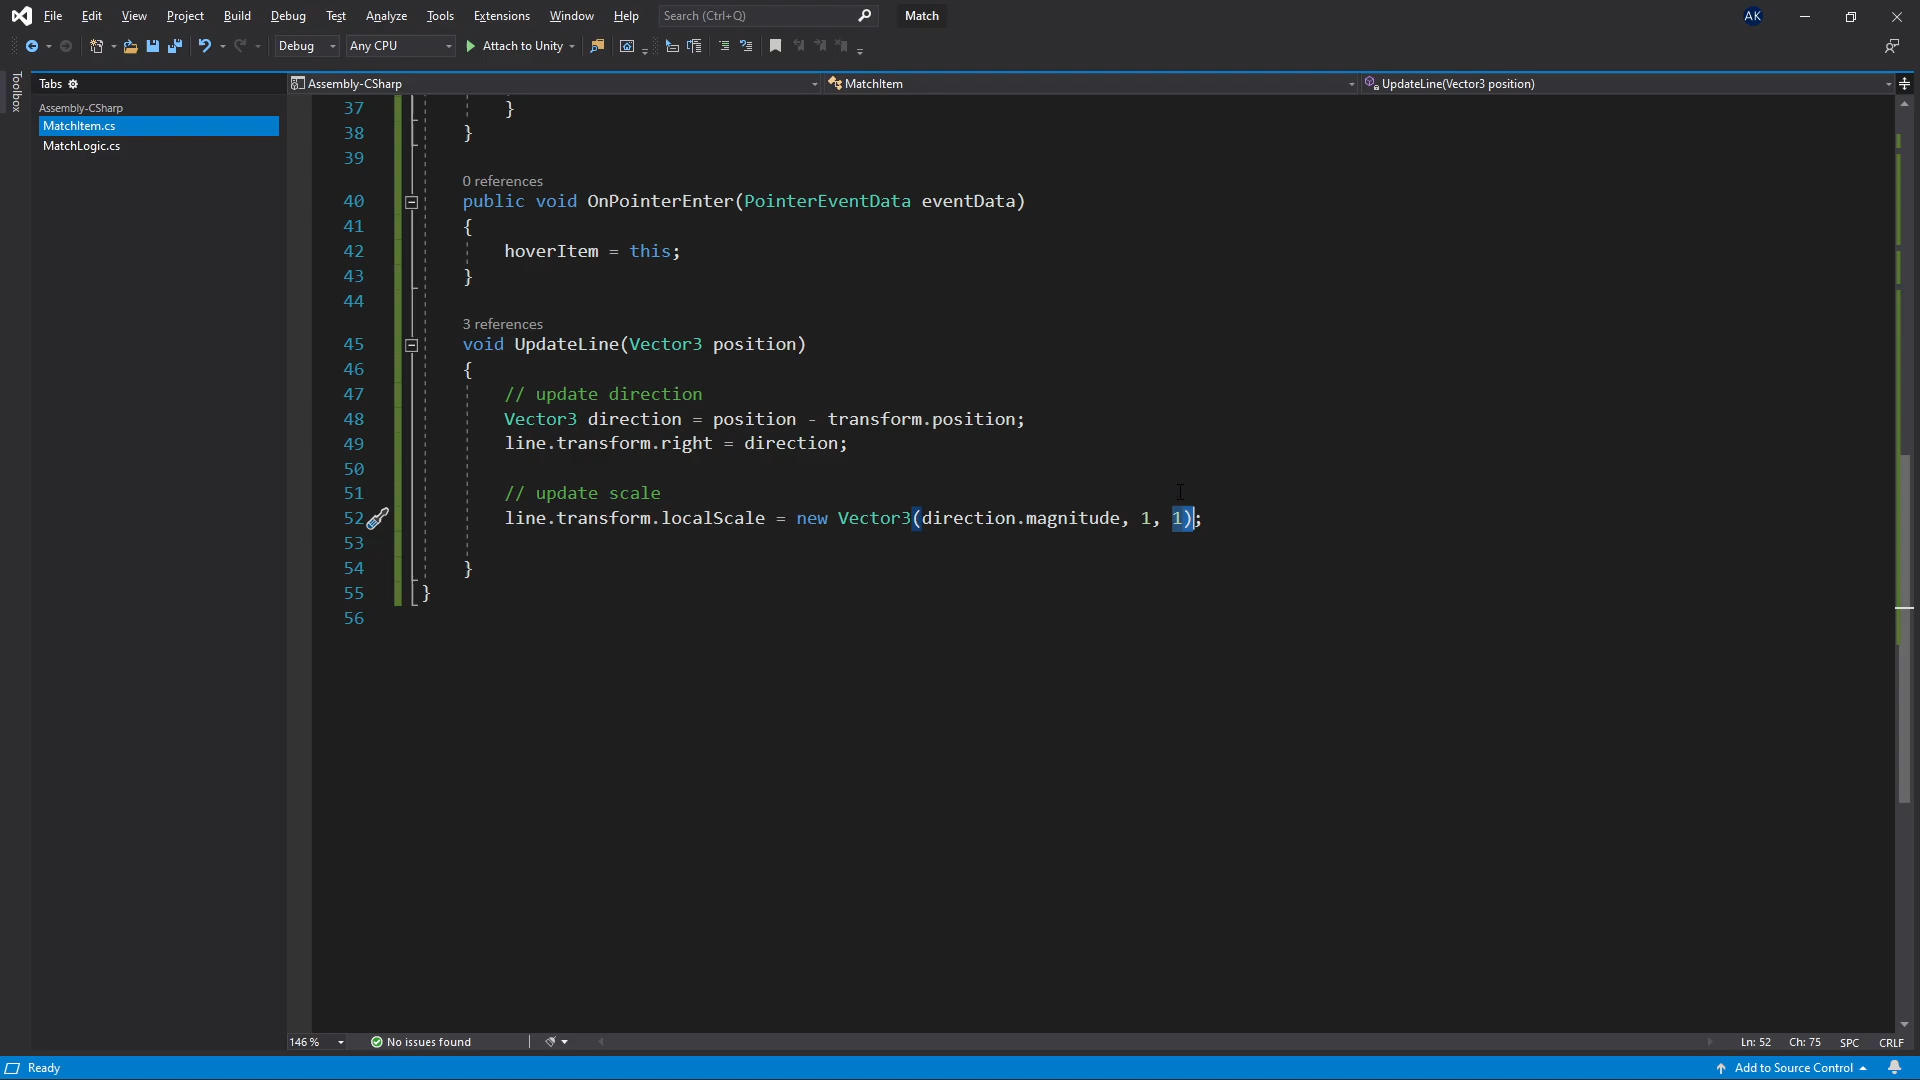 File Edit View Project Build Debug Test Analyze Tools Extensions Window Help Search (Ctrl+Q) Match AK
Debug Any CPU Attach to Unity
Toolbox
Tabs
Assembly-CSharp
MatchItem.cs
MatchLogic.cs
Assembly-CSharp MatchItem UpdateLine(Vector3 position)
37 }
38 }
39
0 references
40 public void OnPointerEnter(PointerEventData eventData)
41 {
42 hoverItem = this;
43 }
44
3 references
45 void UpdateLine(Vector3 position)
46 {
47 // update direction
48 Vector3 direction = position - transform.position;
49 line.transform.right = direction;
50
51 // update scale
52 line.transform.localScale = new Vector3(direction.magnitude, 1, 1);
53
54 }
55 }
56
146 % No issues found Ln: 52 Ch: 75 SPC CRLF
Ready Add to Source Control